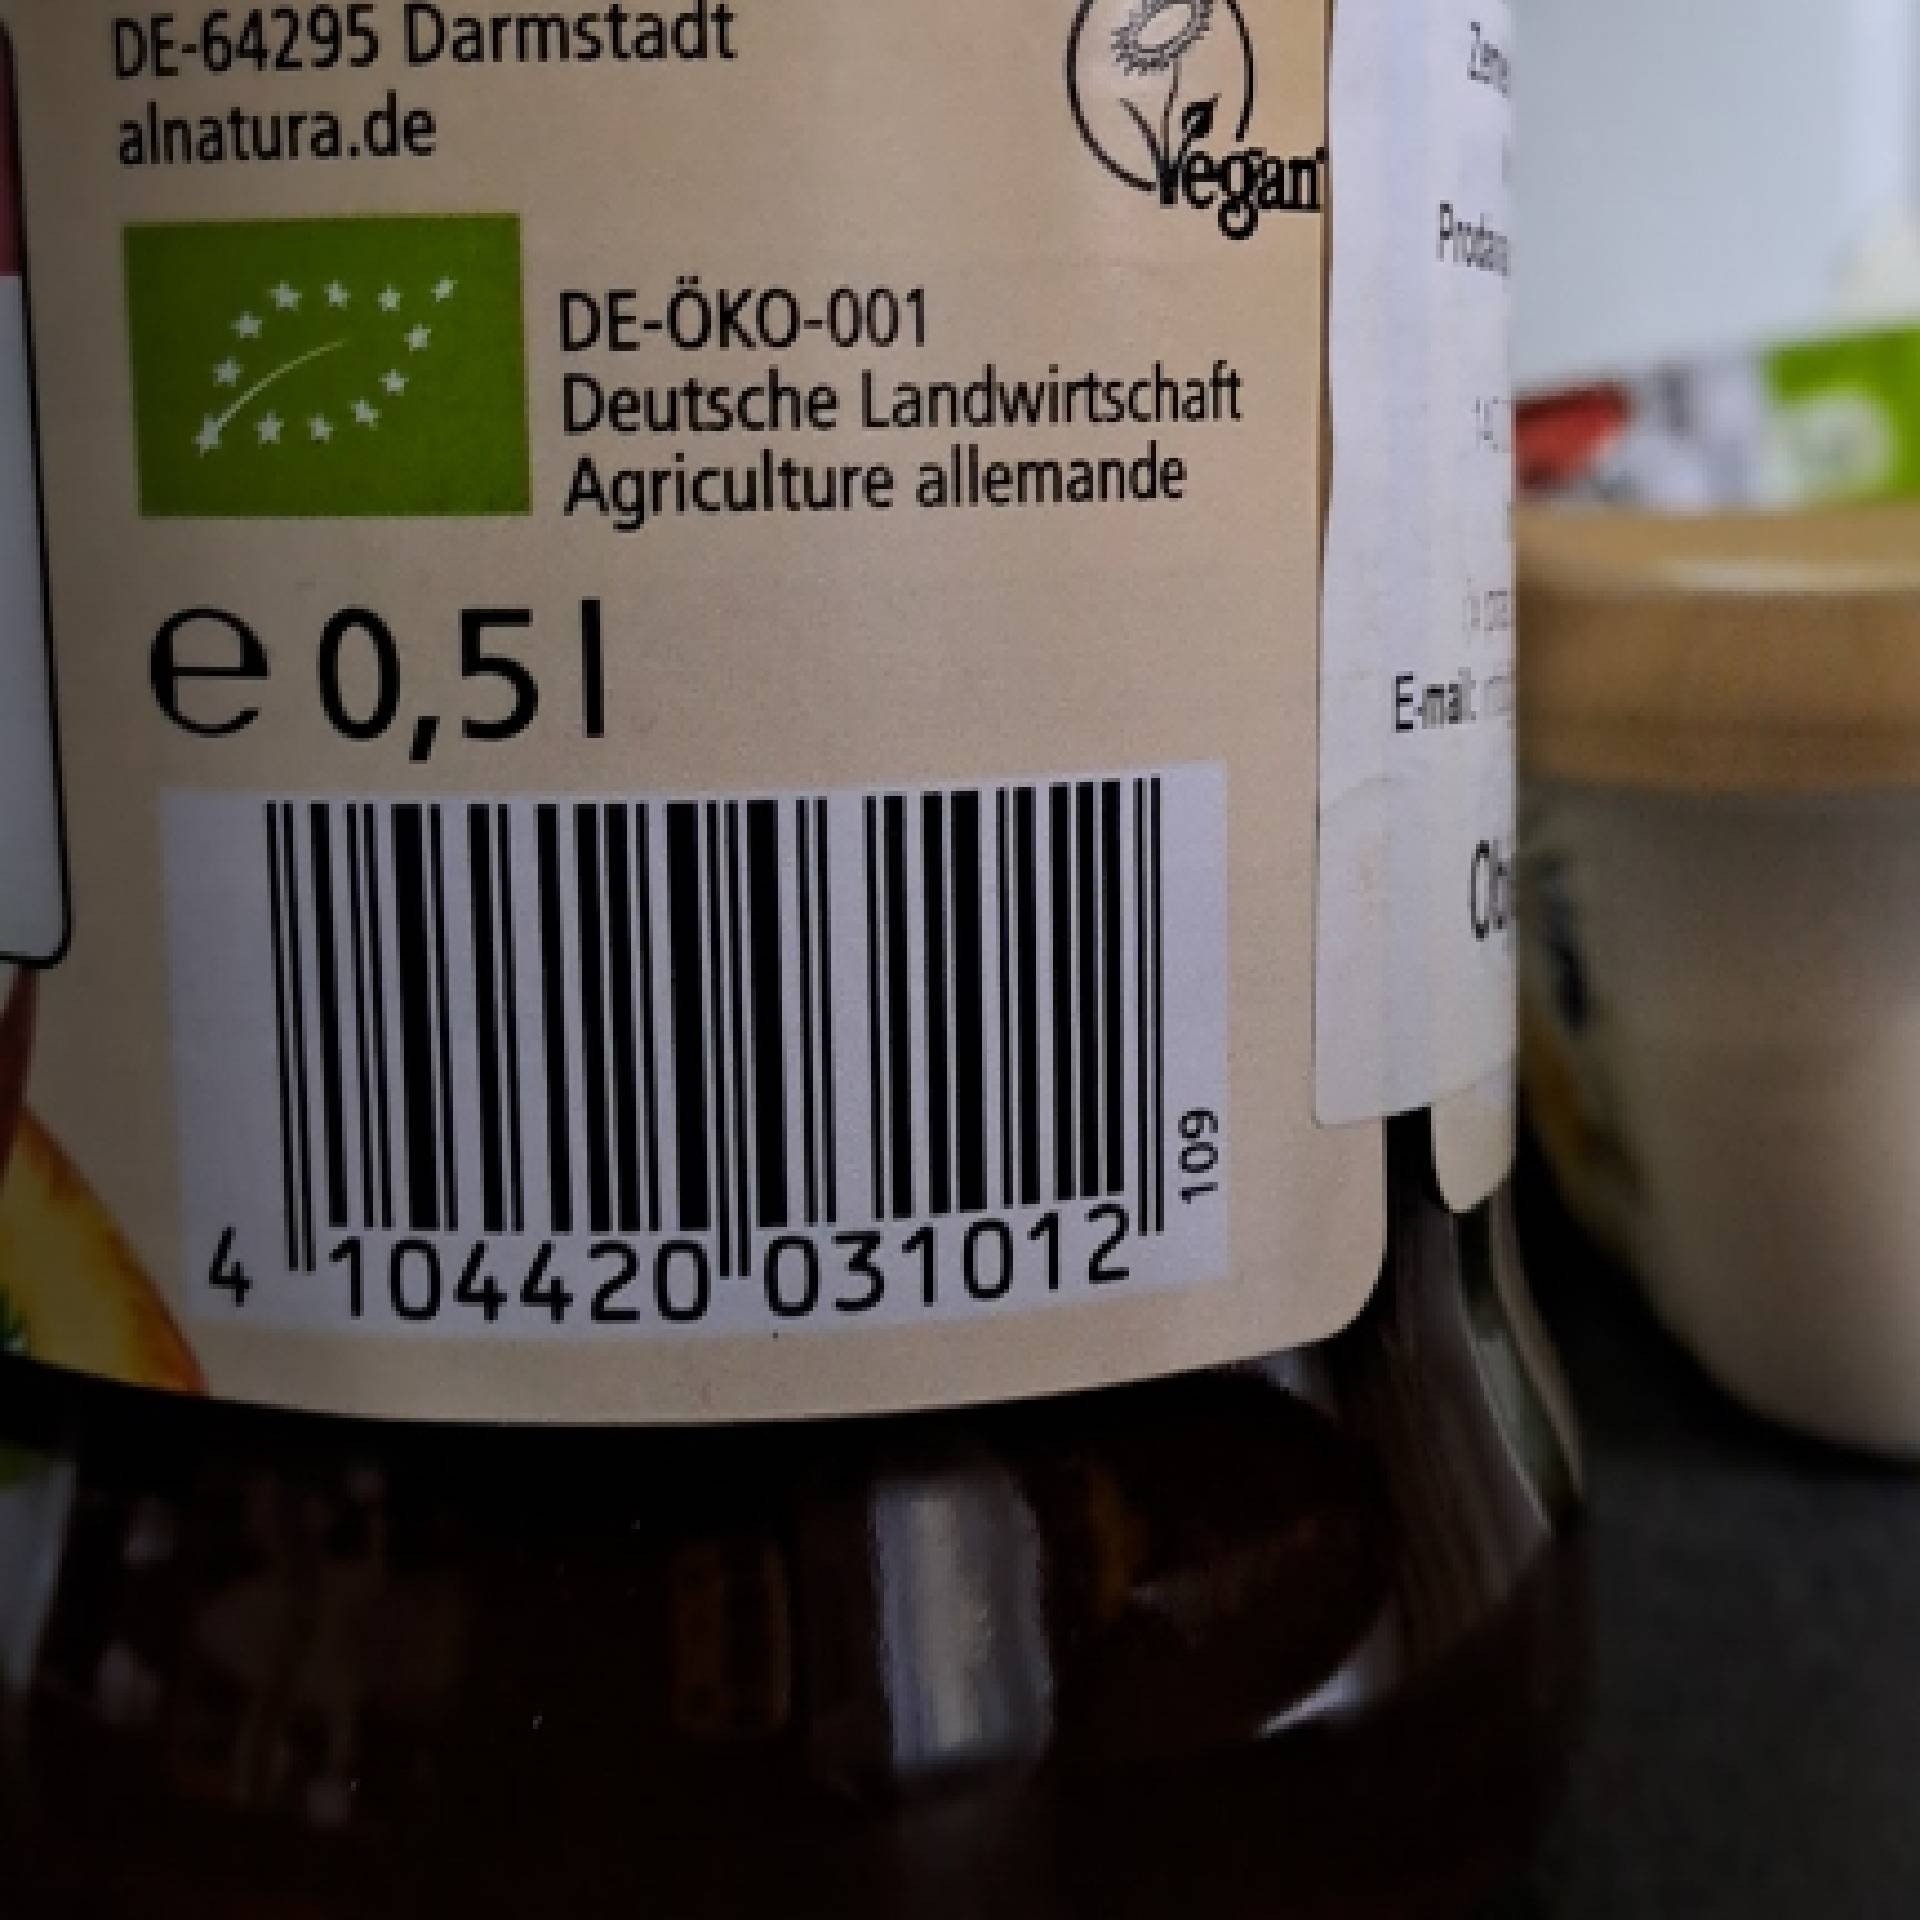 DE-64295 Darmstadt
alnatura.de
Vegan
DE-ÖKO-001
Deutsche Landwirtschaft
Agriculture allemande
e 0,5 l
4 104420 031012
109
E-mail: